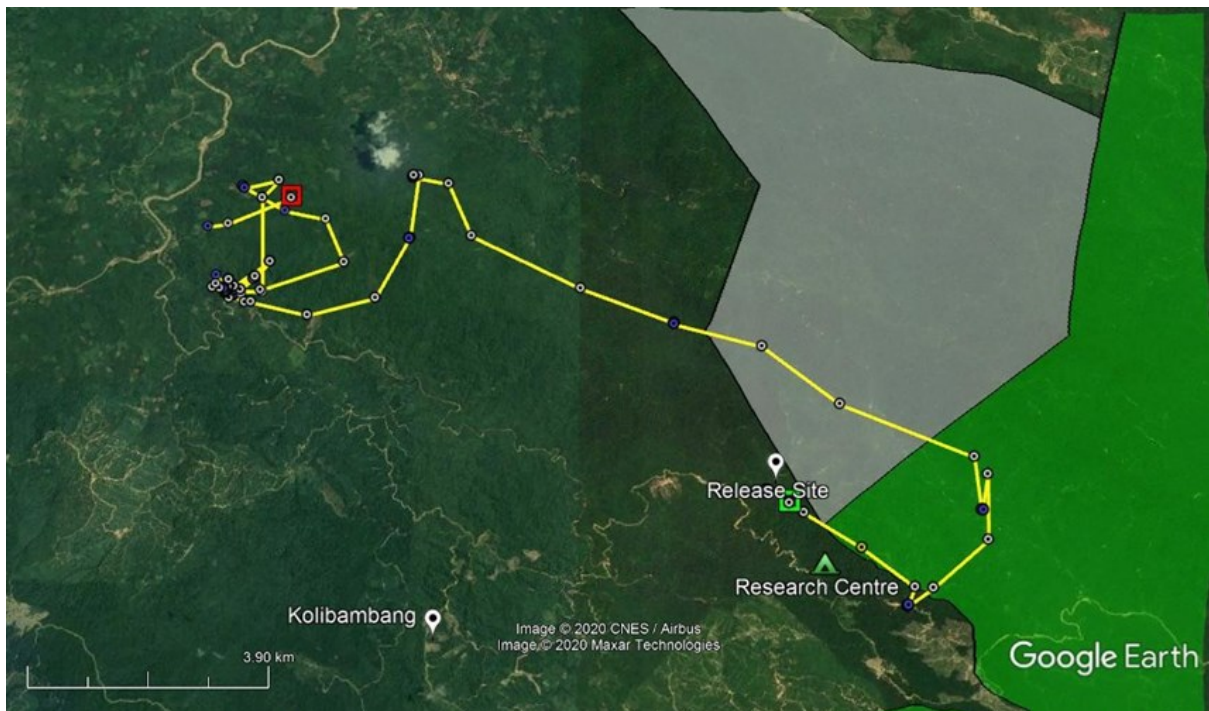 Release Site
Research Centre
Kolibambang
Image © 2020 CNES / Airbus
Image © 2020 Maxar Technologies
3.90 km
Google Earth